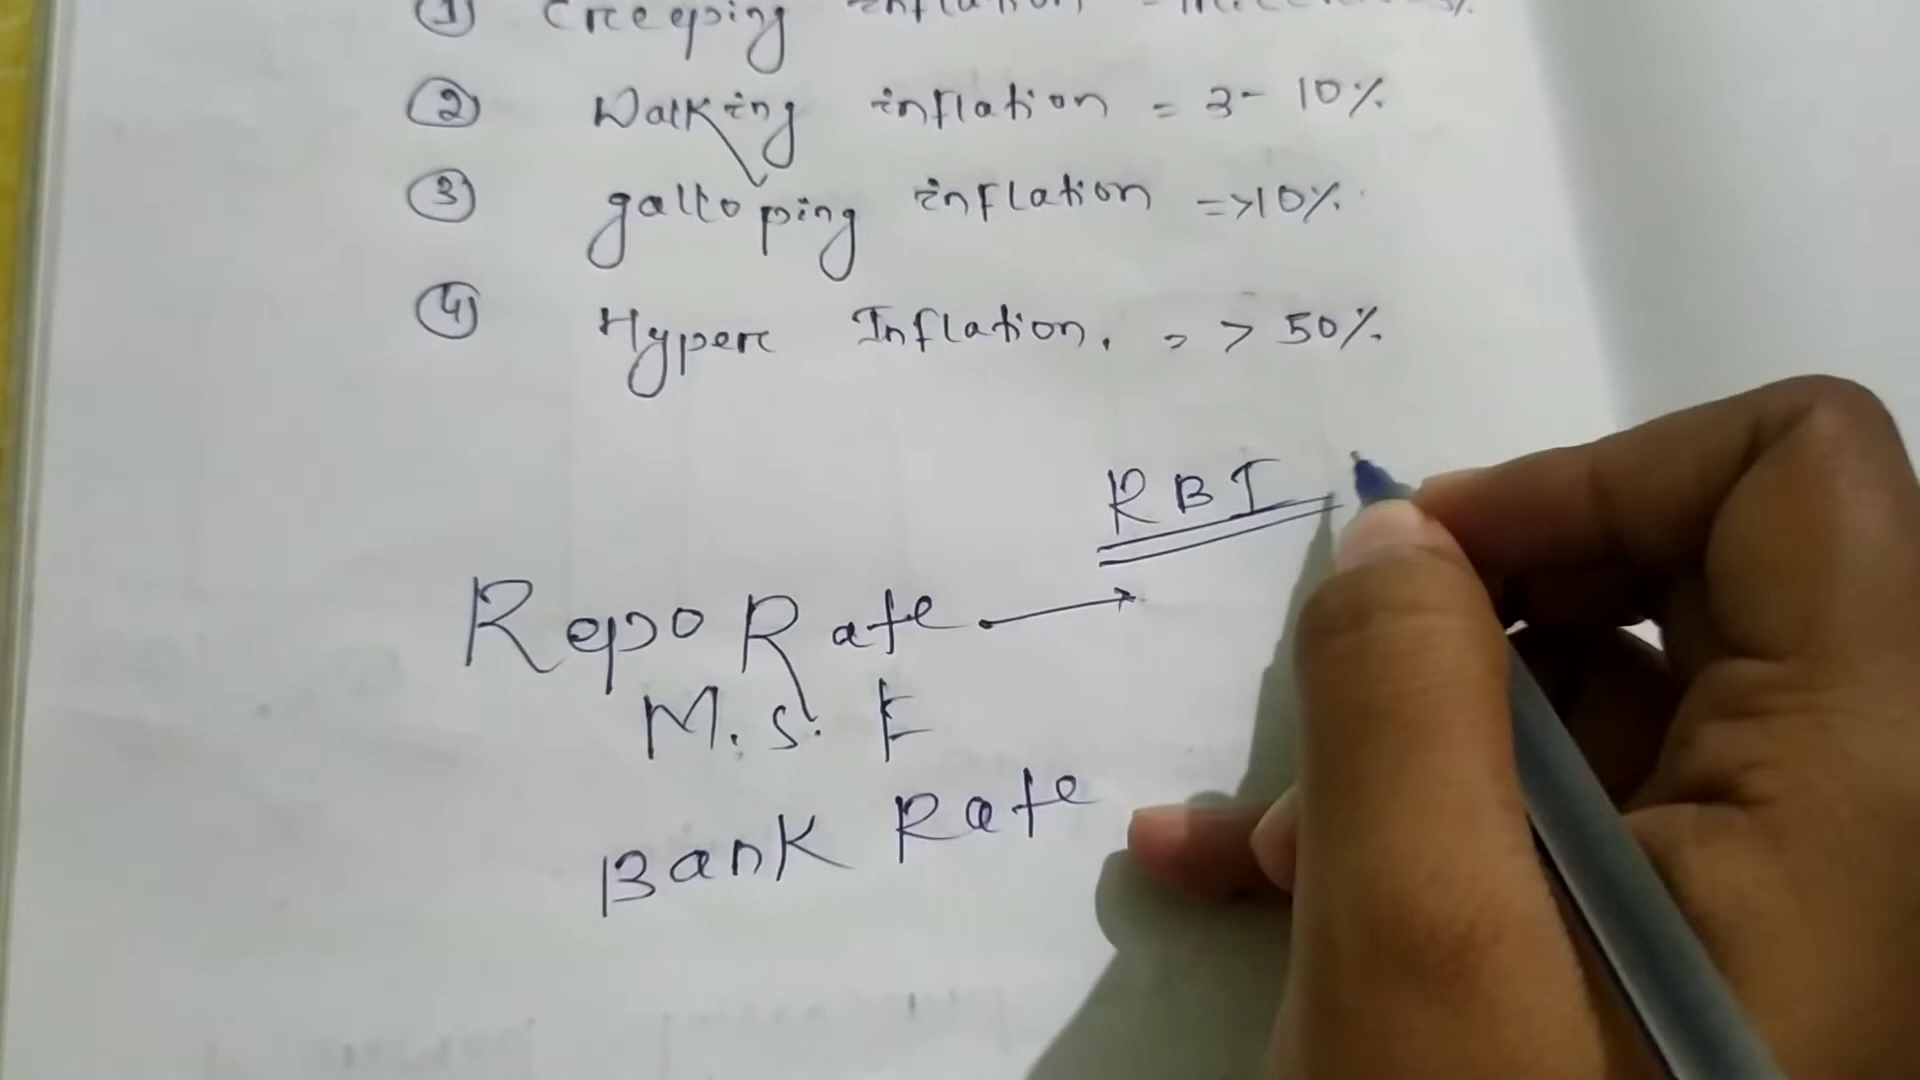 ① Creeping inflation
② Walking inflation = 3- 10%
③ galloping inflation => 10%.
④ Hyper Inflation. = > 50%
RBI
Repo Rate
M.S. F
Bank Rate